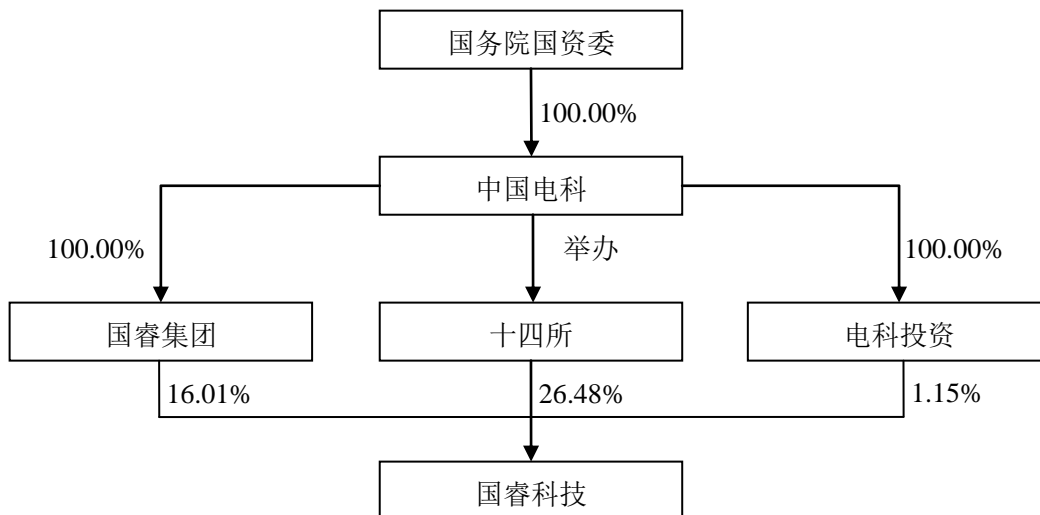 国务院国资委
100.00%
中国电科
100.00%
举办
100.00%
国睿集团
十四所
电科投资
16.01%
26.48%
1.15%
国睿科技